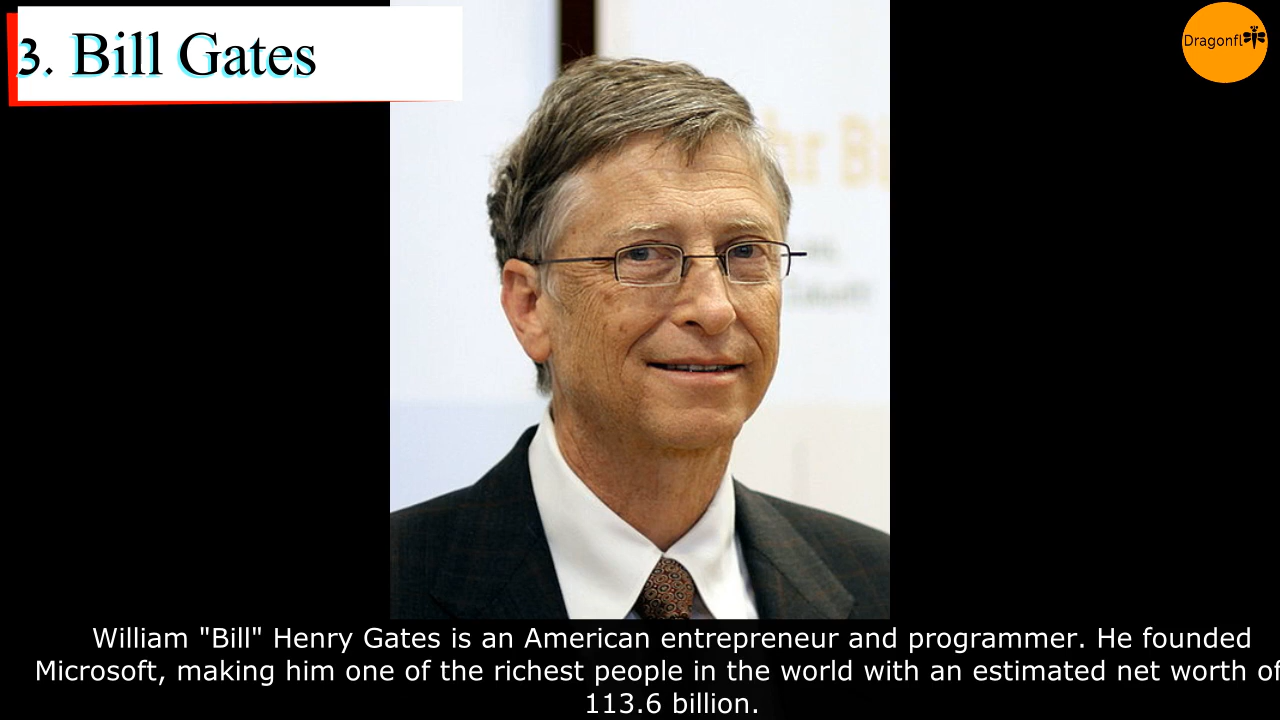 3. Bill Gates
Dragonfl
hr B
William "Bill" Henry Gates is an American entrepreneur and programmer. He founded
Microsoft, making him one of the richest people in the world with an estimated net worth of
113.6 billion.